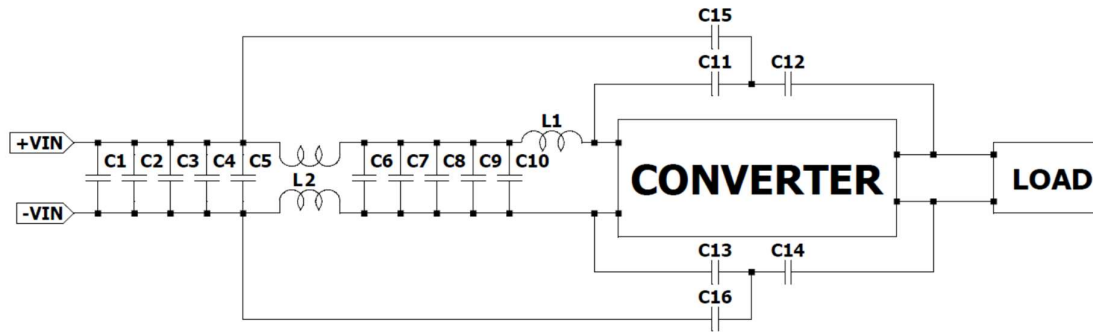 C15
C11 C12
L1
+VIN
C1 C2 C3 C4 C5 C6 C7 C8 C9 C10
L2
CONVERTER
LOAD
-VIN
C13 C14
C16